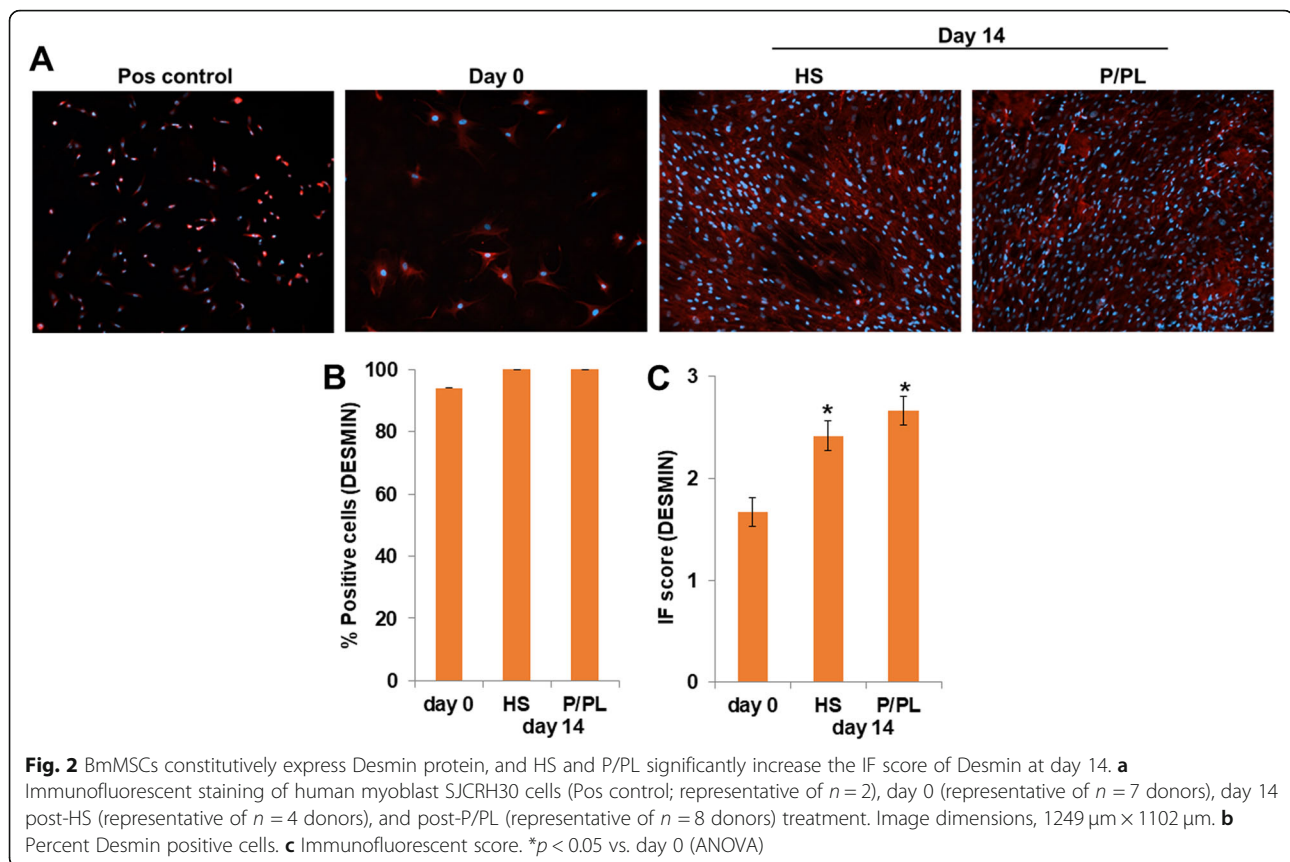 Day 14
A
Pos control Day 0 HS P/PL
B
% Positive cells (DESMIN)
100
80
60
40
20
0
day 0 HS P/PL
day 14
C
IF score (DESMIN)
3
2
1
0
* *
day 0 HS P/PL
day 14
Fig. 2 BmMSCs constitutively express Desmin protein, and HS and P/PL significantly increase the IF score of Desmin at day 14. a
Immunofluorescent staining of human myoblast SJCRH30 cells (Pos control; representative of n = 2), day 0 (representative of n = 7 donors), day 14
post-HS (representative of n = 4 donors), and post-P/PL (representative of n = 8 donors) treatment. Image dimensions, 1249 μm × 1102 μm. b
Percent Desmin positive cells. c Immunofluorescent score. *p < 0.05 vs. day 0 (ANOVA)